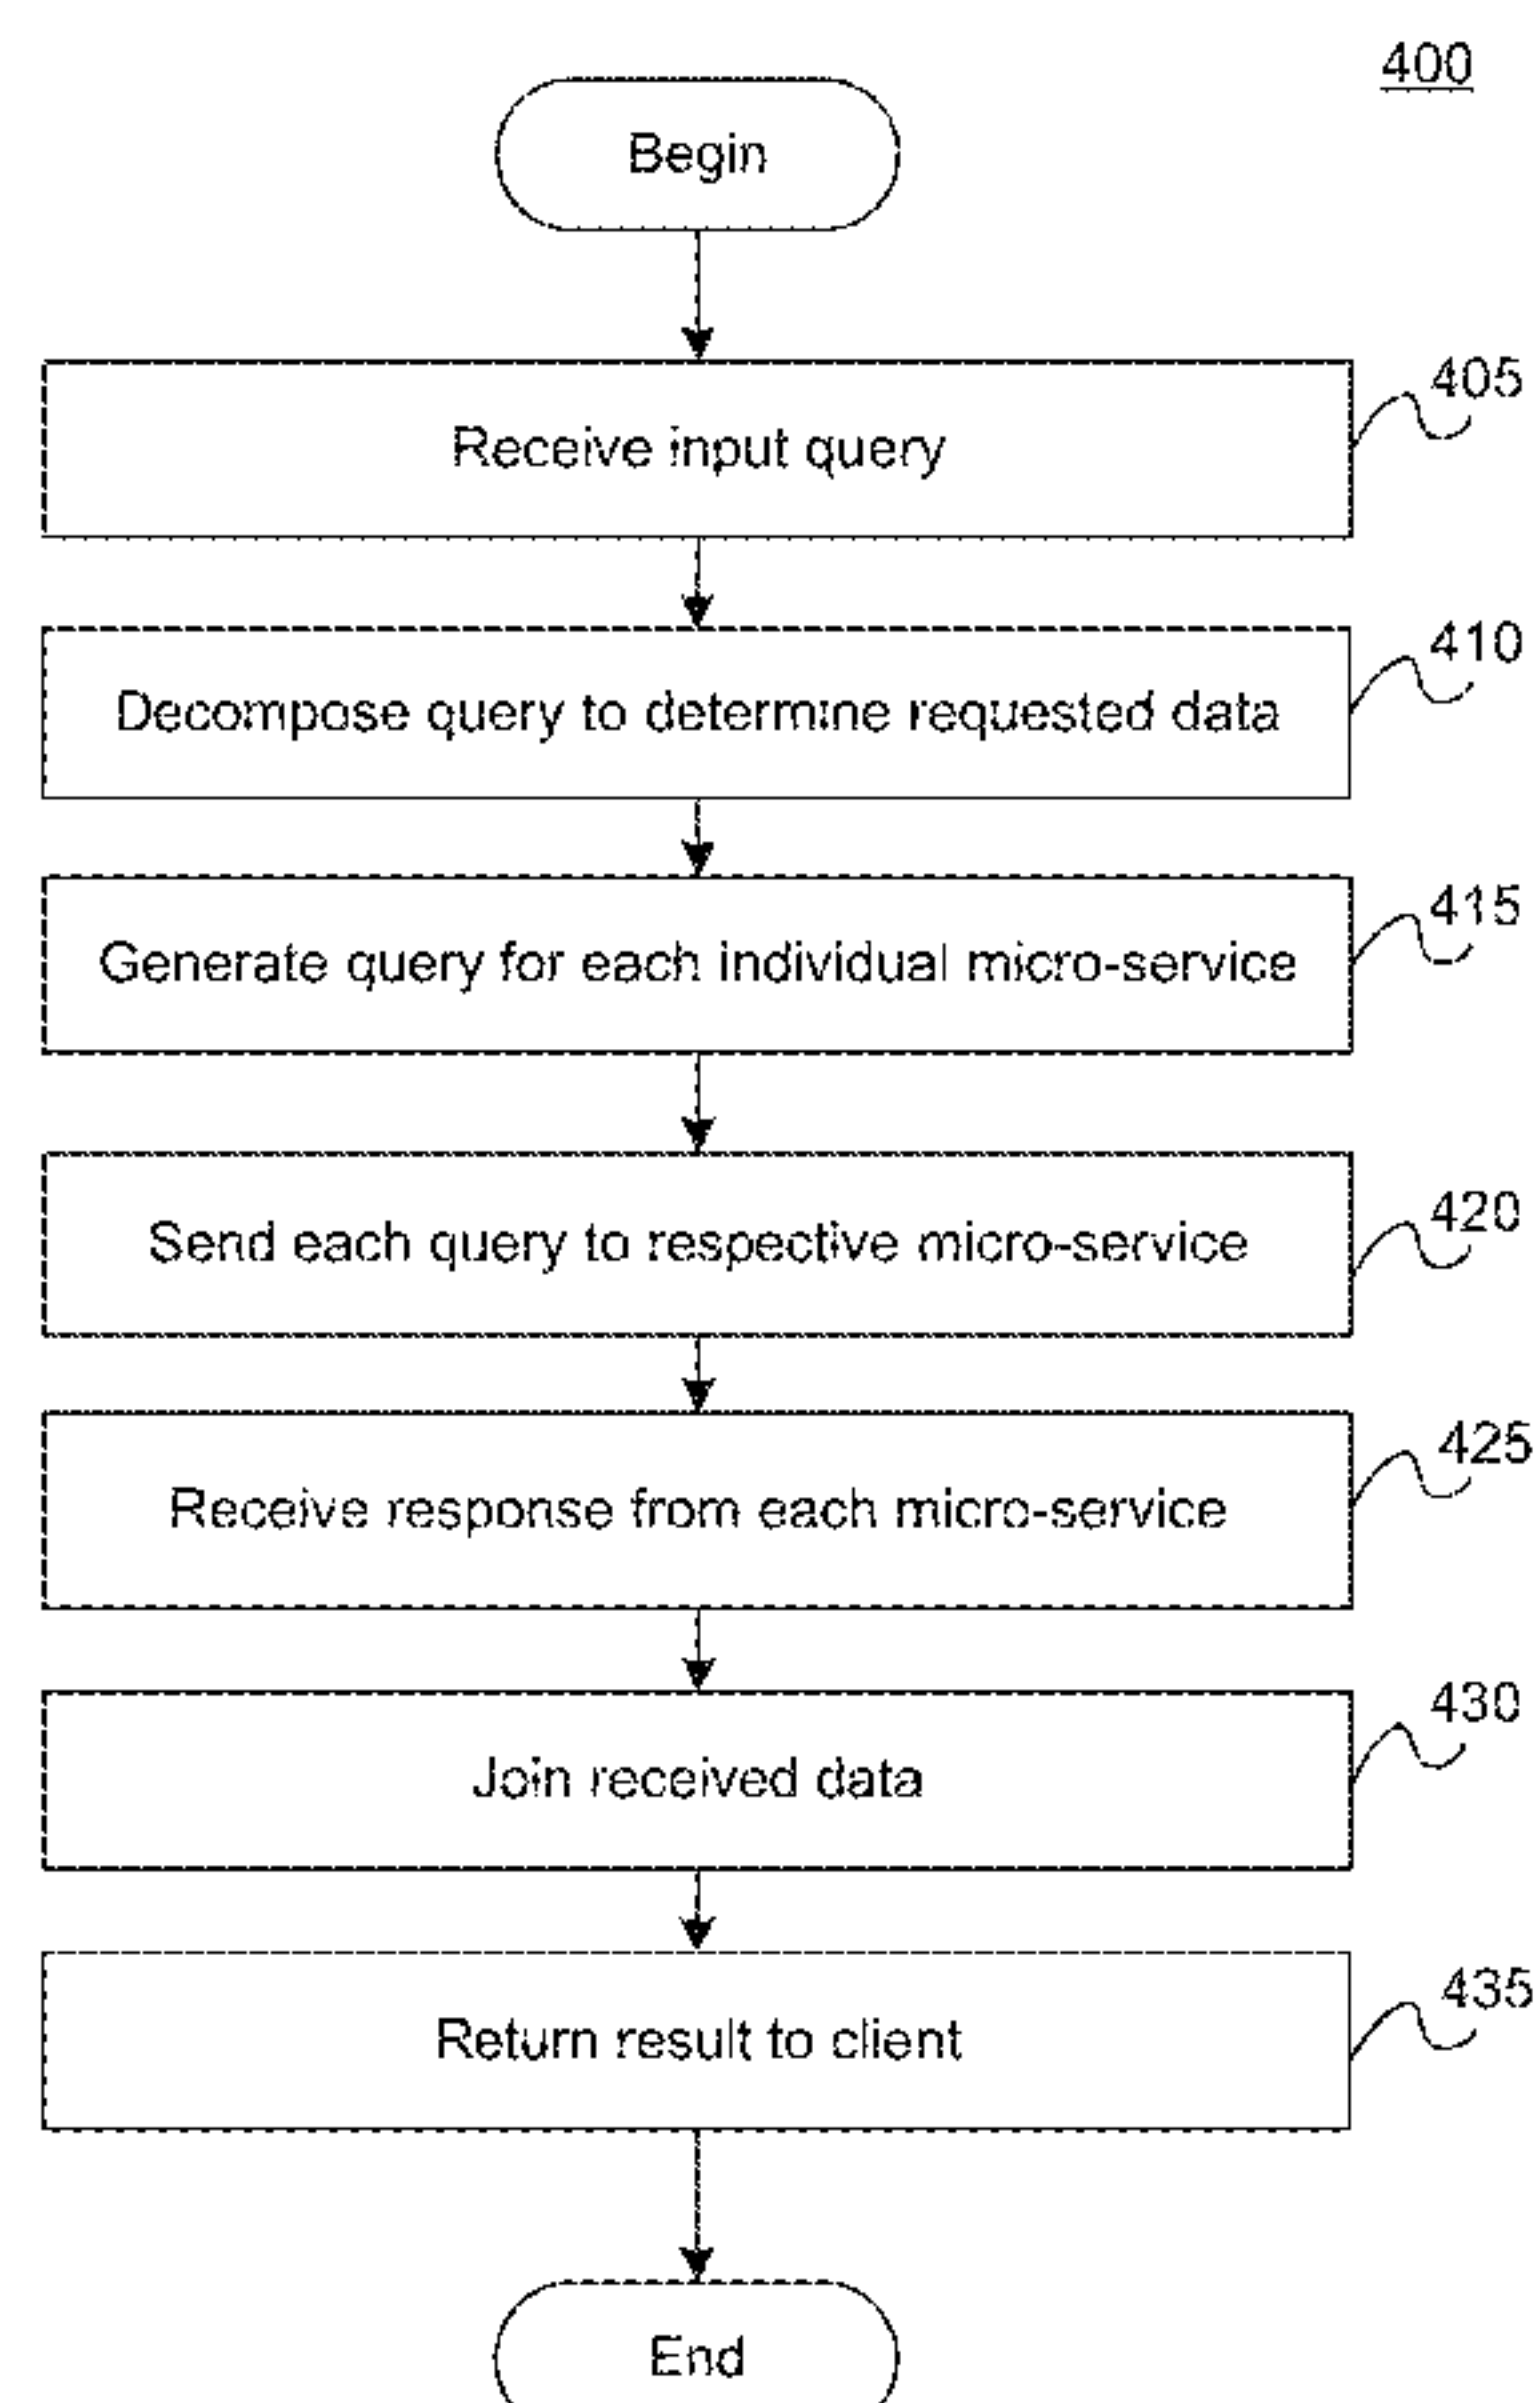 400
Begin
405
Receive input query
410
Decompose query to determine requested data
415
Generate query for each individual micro-service
420
Send each query to respective micro-service
425
Receive response from each micro-service
430
Join received data
435
Return result to client
End